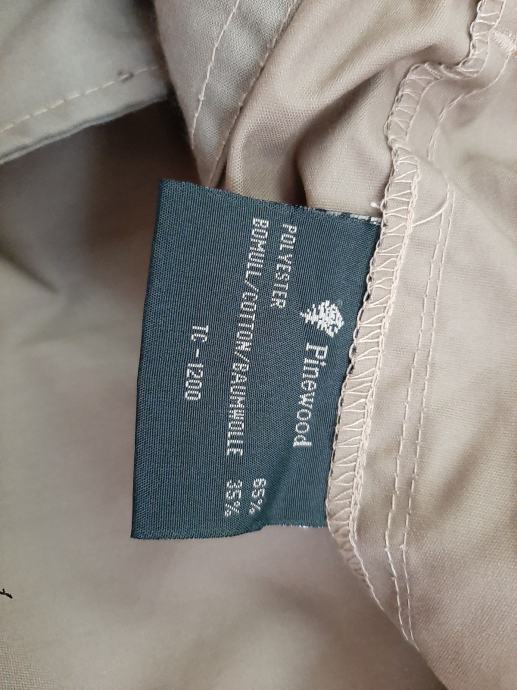 Pinewood
POLYESTER 65%
BOMULL/COTTON/BAUMWOLLE 35%
TC-1200